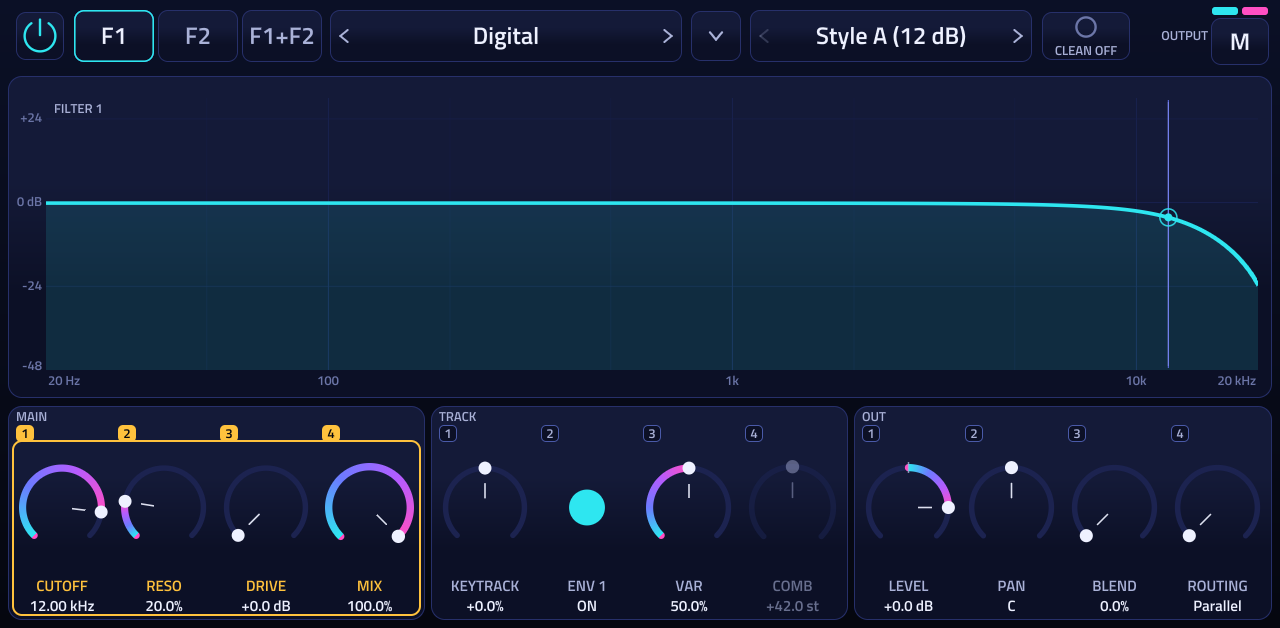 F1
F2
F1+F2
Digital
Style A (12 dB)
CLEAN OFF
OUTPUT
M
FILTER 1
+24
0 dB
-24
-48
20 Hz
100
1k
10k
20 kHz
MAIN
1
2
3
4
CUTOFF
RESO
DRIVE
MIX
12.00 kHz
20.0%
+0.0 dB
100.0%
TRACK
1
2
3
4
KEYTRACK
ENV 1
VAR
COMB
+0.0%
ON
50.0%
+42.0 st
OUT
1
2
3
4
LEVEL
PAN
BLEND
ROUTING
+0.0 dB
C
0.0%
Parallel